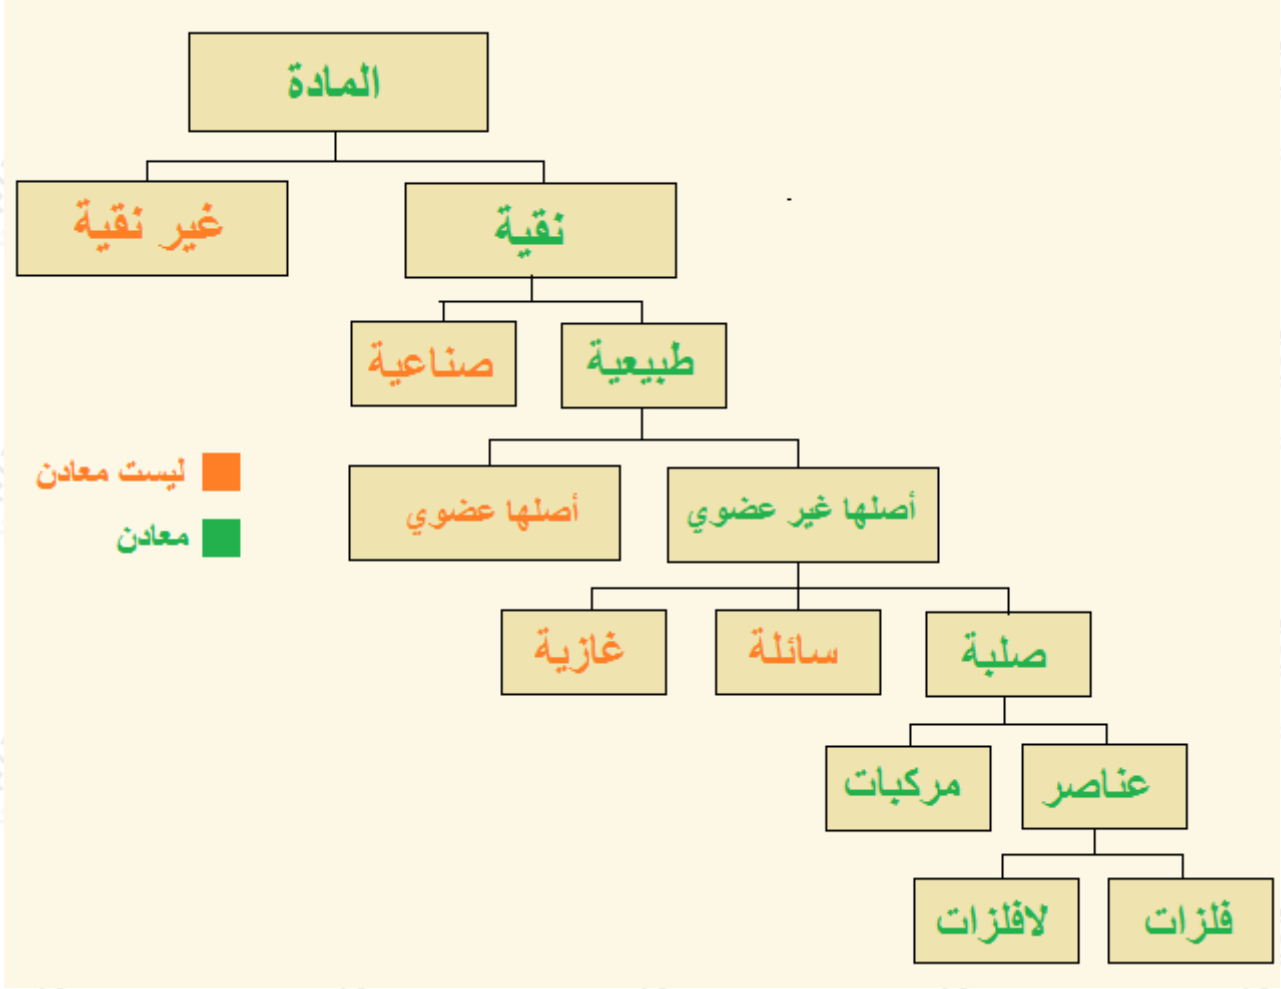 المادة
نقية
غير نقية
طبيعية
صناعية
أصلها غير عضوي
أصلها عضوي
ليست معادن
معادن
صلبة
سائلة
غازية
عناصر
مركبات
فلزات
لافلزات